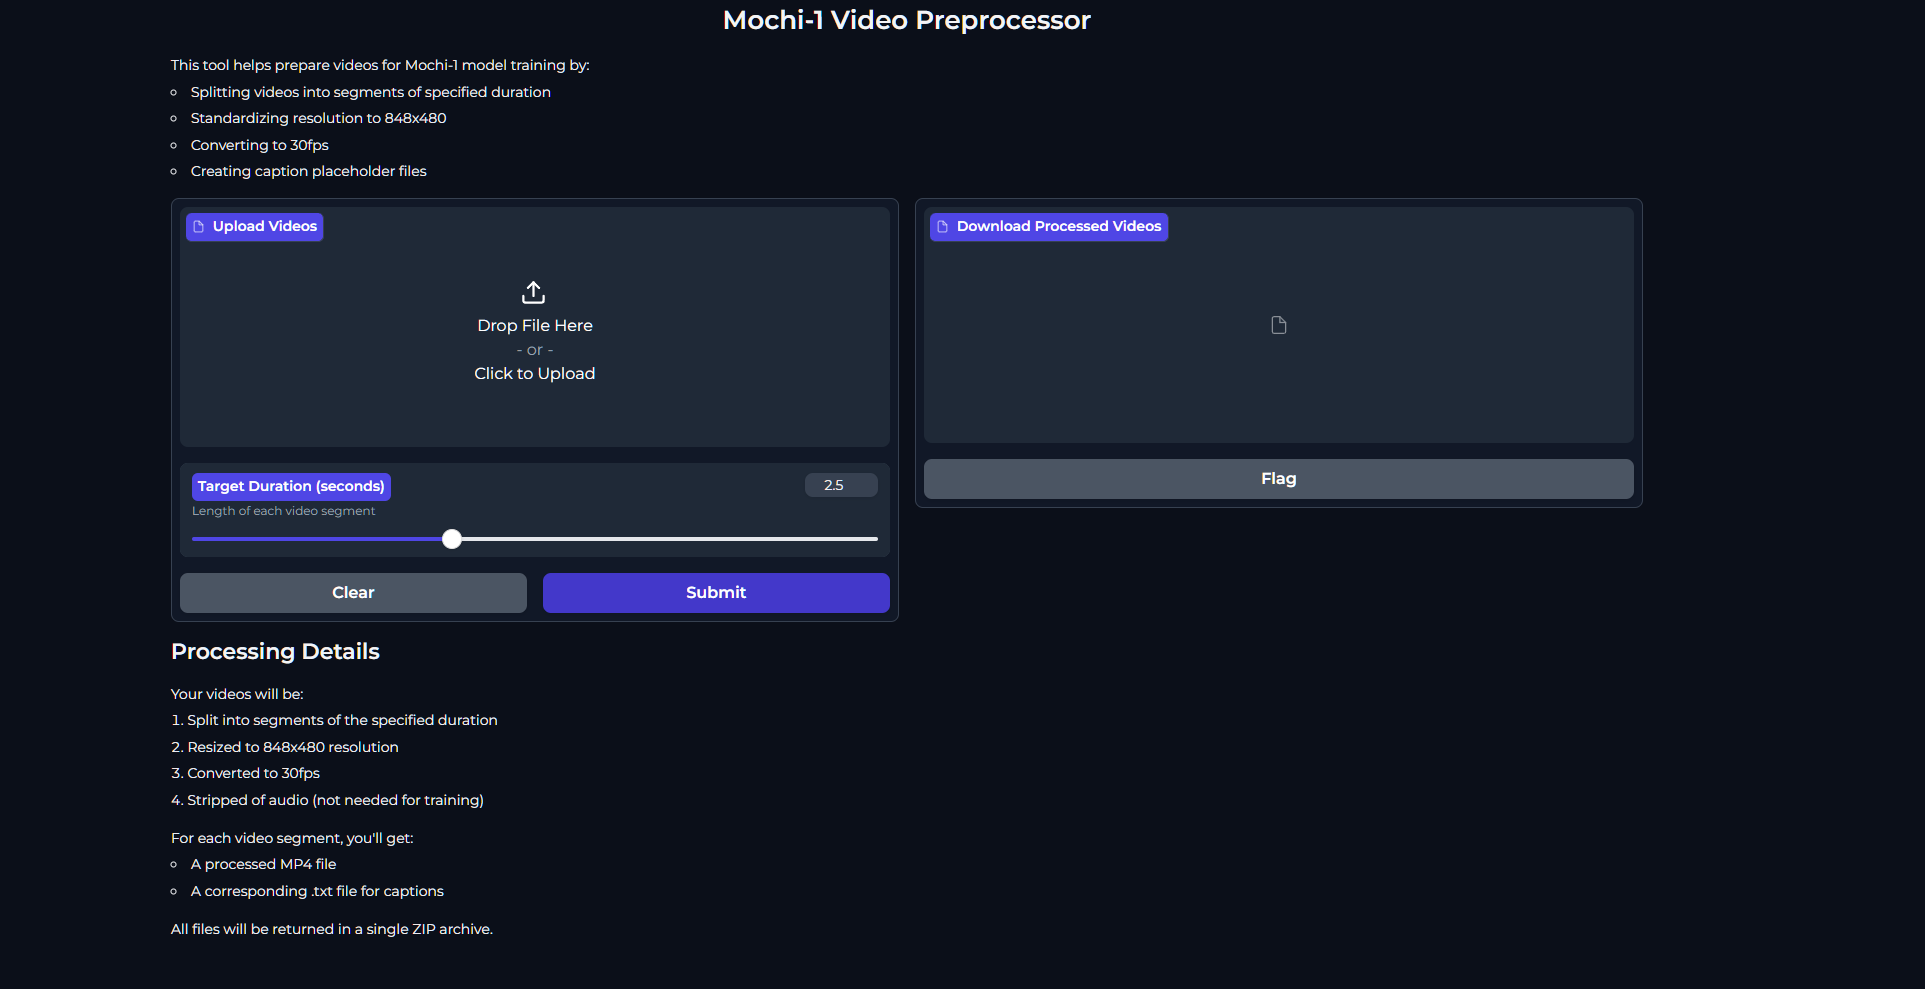 Mochi-1 Video Preprocessor
This tool helps prepare videos for Mochi-1 model training by:
Splitting videos into segments of specified duration
Standardizing resolution to 848x480
Converting to 30fps
Creating caption placeholder files
Upload Videos
Drop File Here
- or -
Click to Upload
Target Duration (seconds)
2.5
Length of each video segment
Clear
Submit
Download Processed Videos
Flag
Processing Details
Your videos will be:
1. Split into segments of the specified duration
2. Resized to 848x480 resolution
3. Converted to 30fps
4. Stripped of audio (not needed for training)
For each video segment, you'll get:
A processed MP4 file
A corresponding .txt file for captions
All files will be returned in a single ZIP archive.